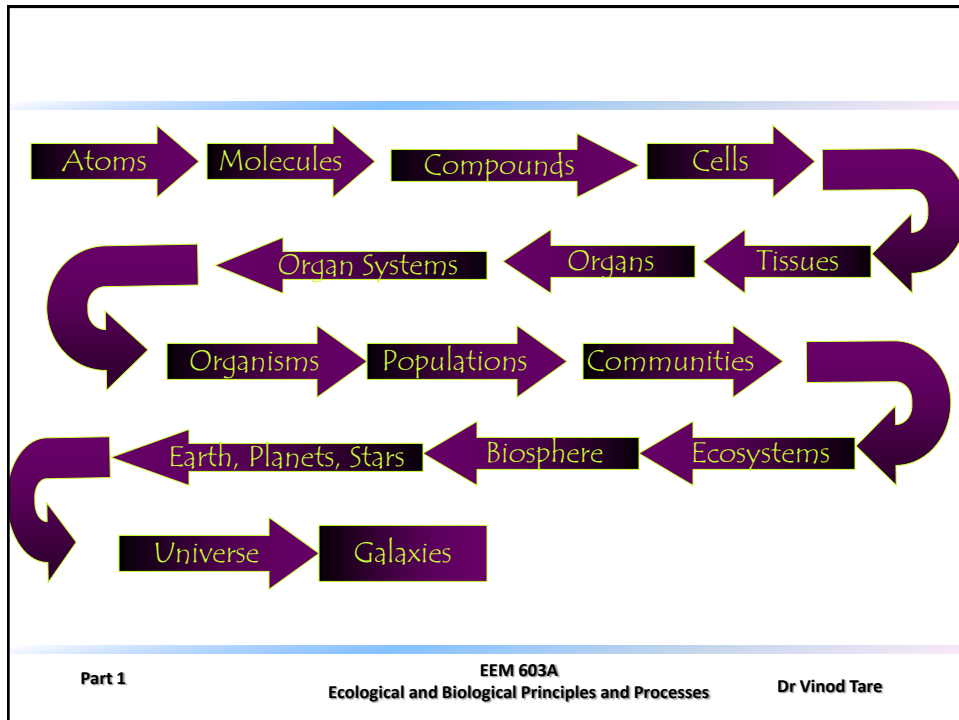 Atoms Molecules Compounds Cells
Tissues Organs Organ Systems
Organisms Populations Communities
Ecosystems Biosphere Earth, Planets, Stars
Universe Galaxies
Part 1
EEM 603A
Ecological and Biological Principles and Processes
Dr Vinod Tare